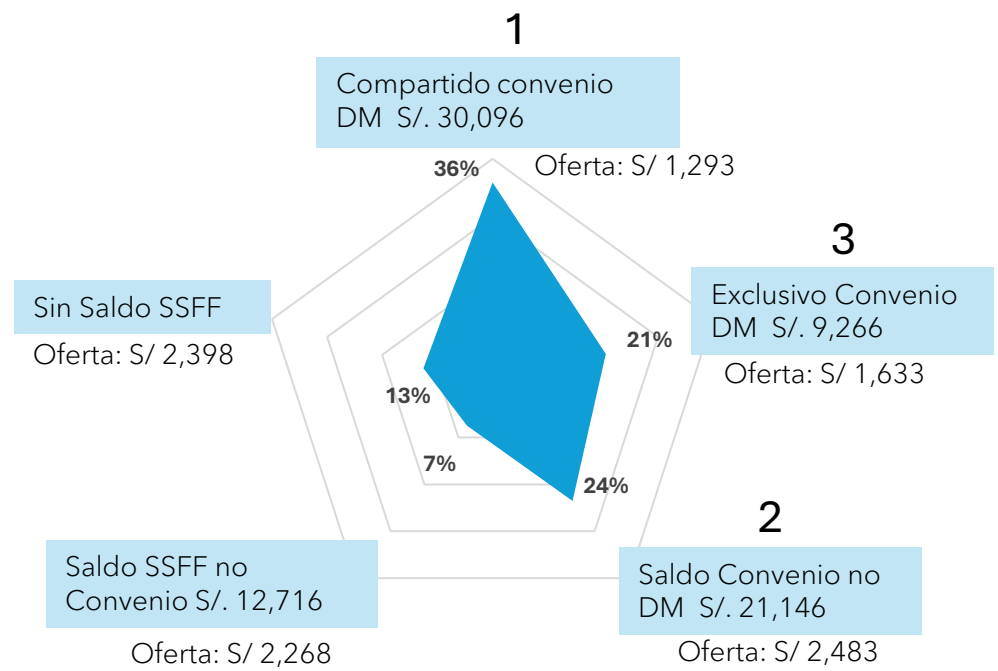 1
Compartido convenio
DM S/. 30,096
36%
Oferta: S/ 1,293
3
Exclusivo Convenio
DM S/. 9,266
21%
Oferta: S/ 1,633
Sin Saldo SSFF
Oferta: S/ 2,398
13%
7%
24%
2
Saldo Convenio no
DM S/. 21,146
Oferta: S/ 2,483
Saldo SSFF no
Convenio S/. 12,716
Oferta: S/ 2,268